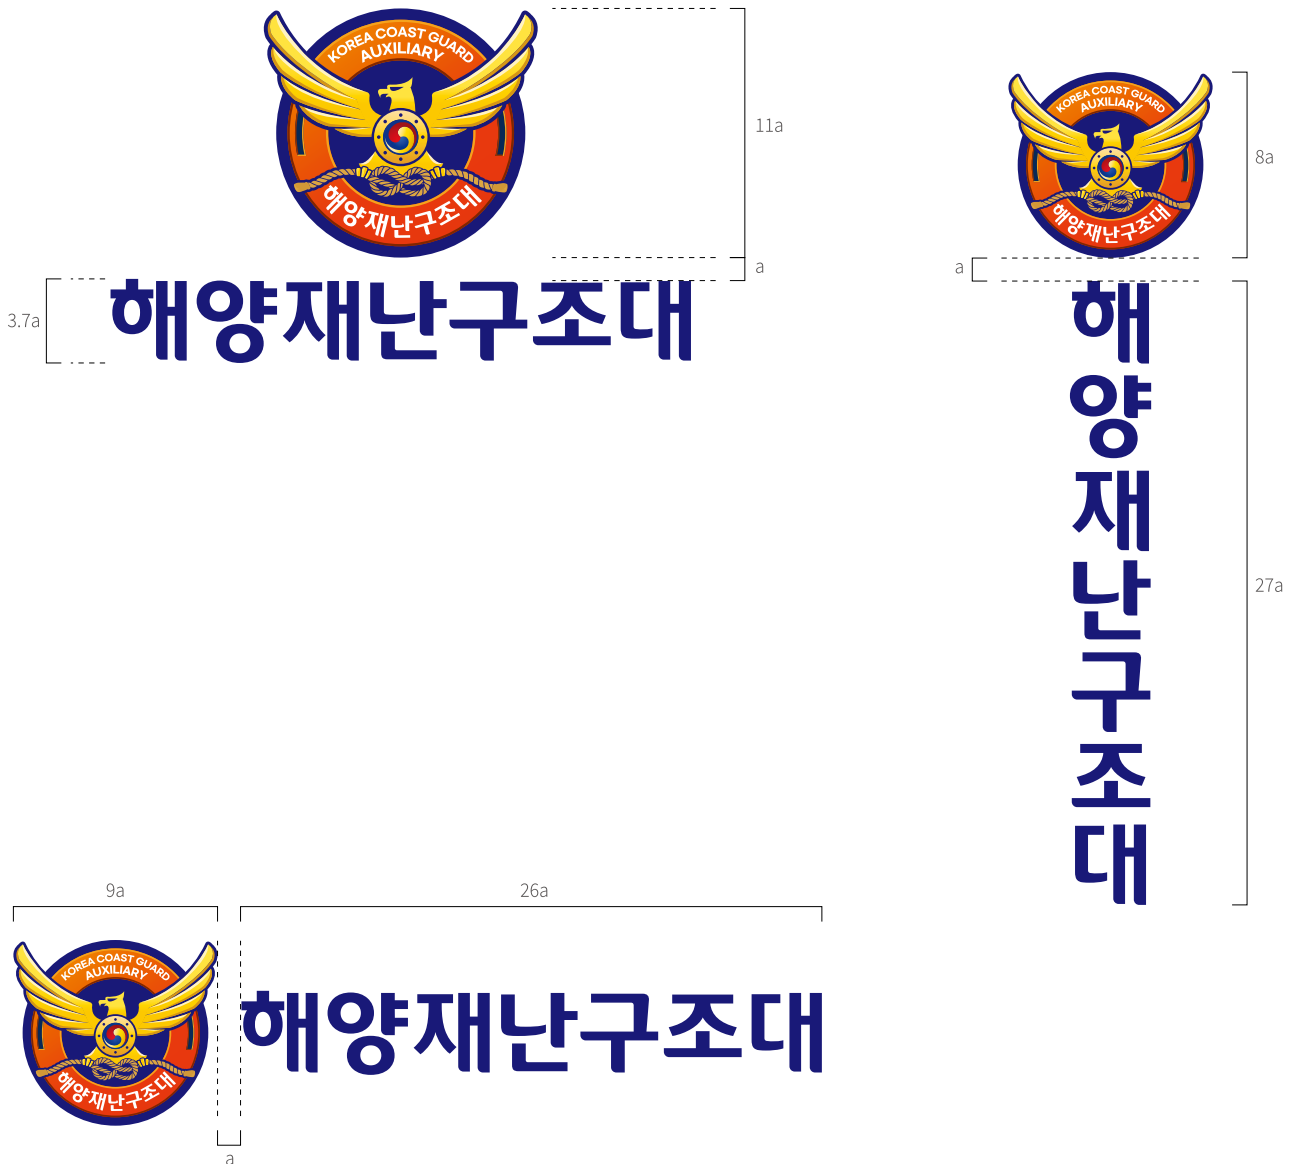 KOREA COAST GUARD
AUXILIARY
해양재난구조대
11a
a
3.7a
해양재난구조대
KOREA COAST GUARD
AUXILIARY
해양재난구조대
8a
a
해
양
재
난
구
조
대
27a
9a
26a
KOREA COAST GUARD
AUXILIARY
해양재난구조대
해양재난구조대
a